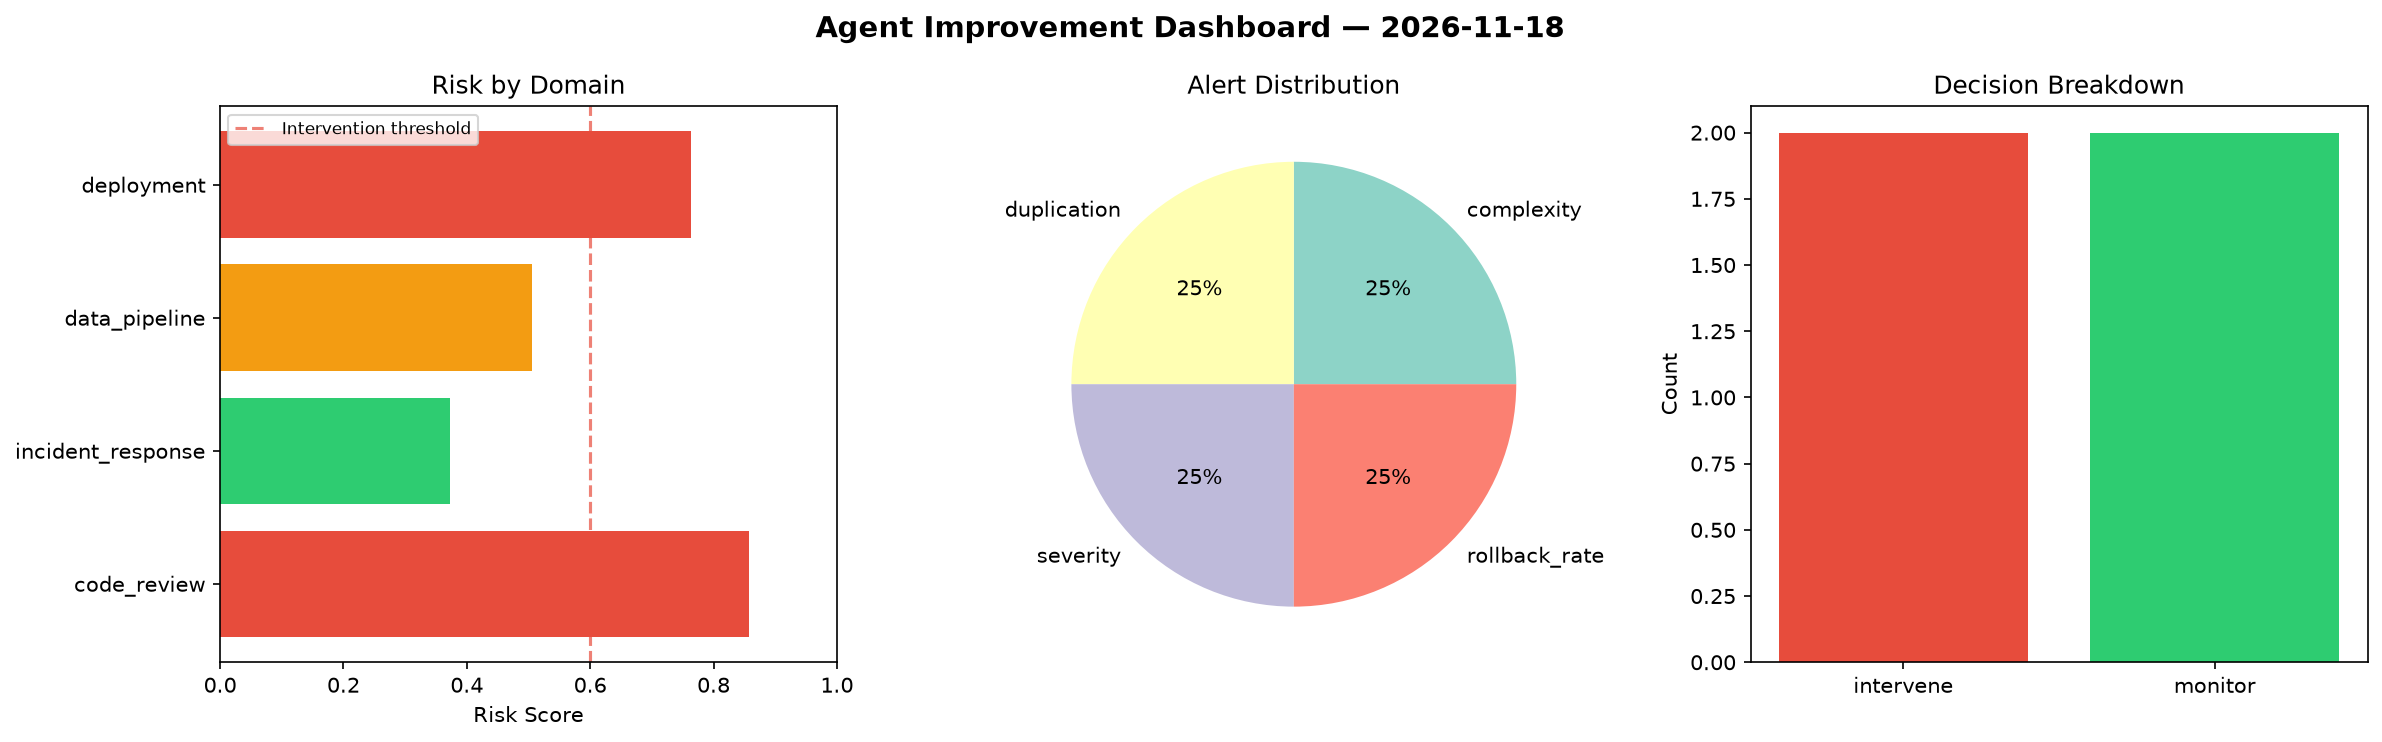 Agent Improvement Dashboard — 2026-11-18
Risk by Domain
Intervention threshold
deployment
data_pipeline
incident_response
code_review
0.0 0.2 0.4 0.6 0.8 1.0
Risk Score
Alert Distribution
duplication
complexity
25%
25%
25%
25%
severity
rollback_rate
Decision Breakdown
2.00
1.75
1.50
1.25
1.00
0.75
0.50
0.25
0.00
Count
intervene monitor